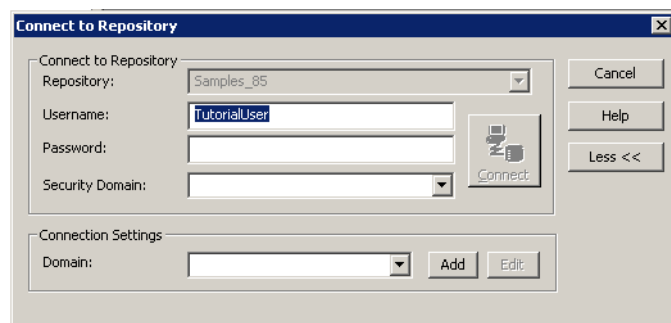 Connect to Repository
Connect to Repository
Repository:
Samples_85
Username:
TutorialUser
Password:
Security Domain:
Connect
Cancel
Help
Less <<
Connection Settings
Domain:
Add
Edit